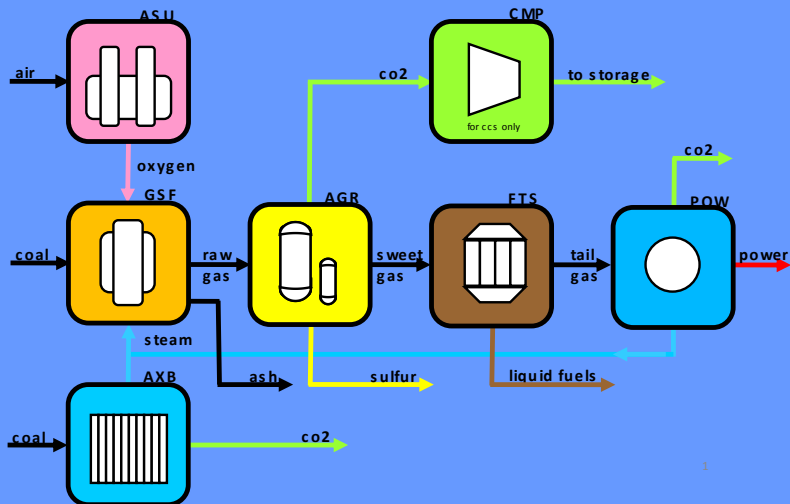 ASU
CMP
air
co2
to storage
for ccs only
oxygen
co2
GSF
AGR
FTS
POW
coal
raw
gas
sweet
gas
tail
gas
power
steam
AXB
ash
sulfur
liquid fuels
coal
co2
1